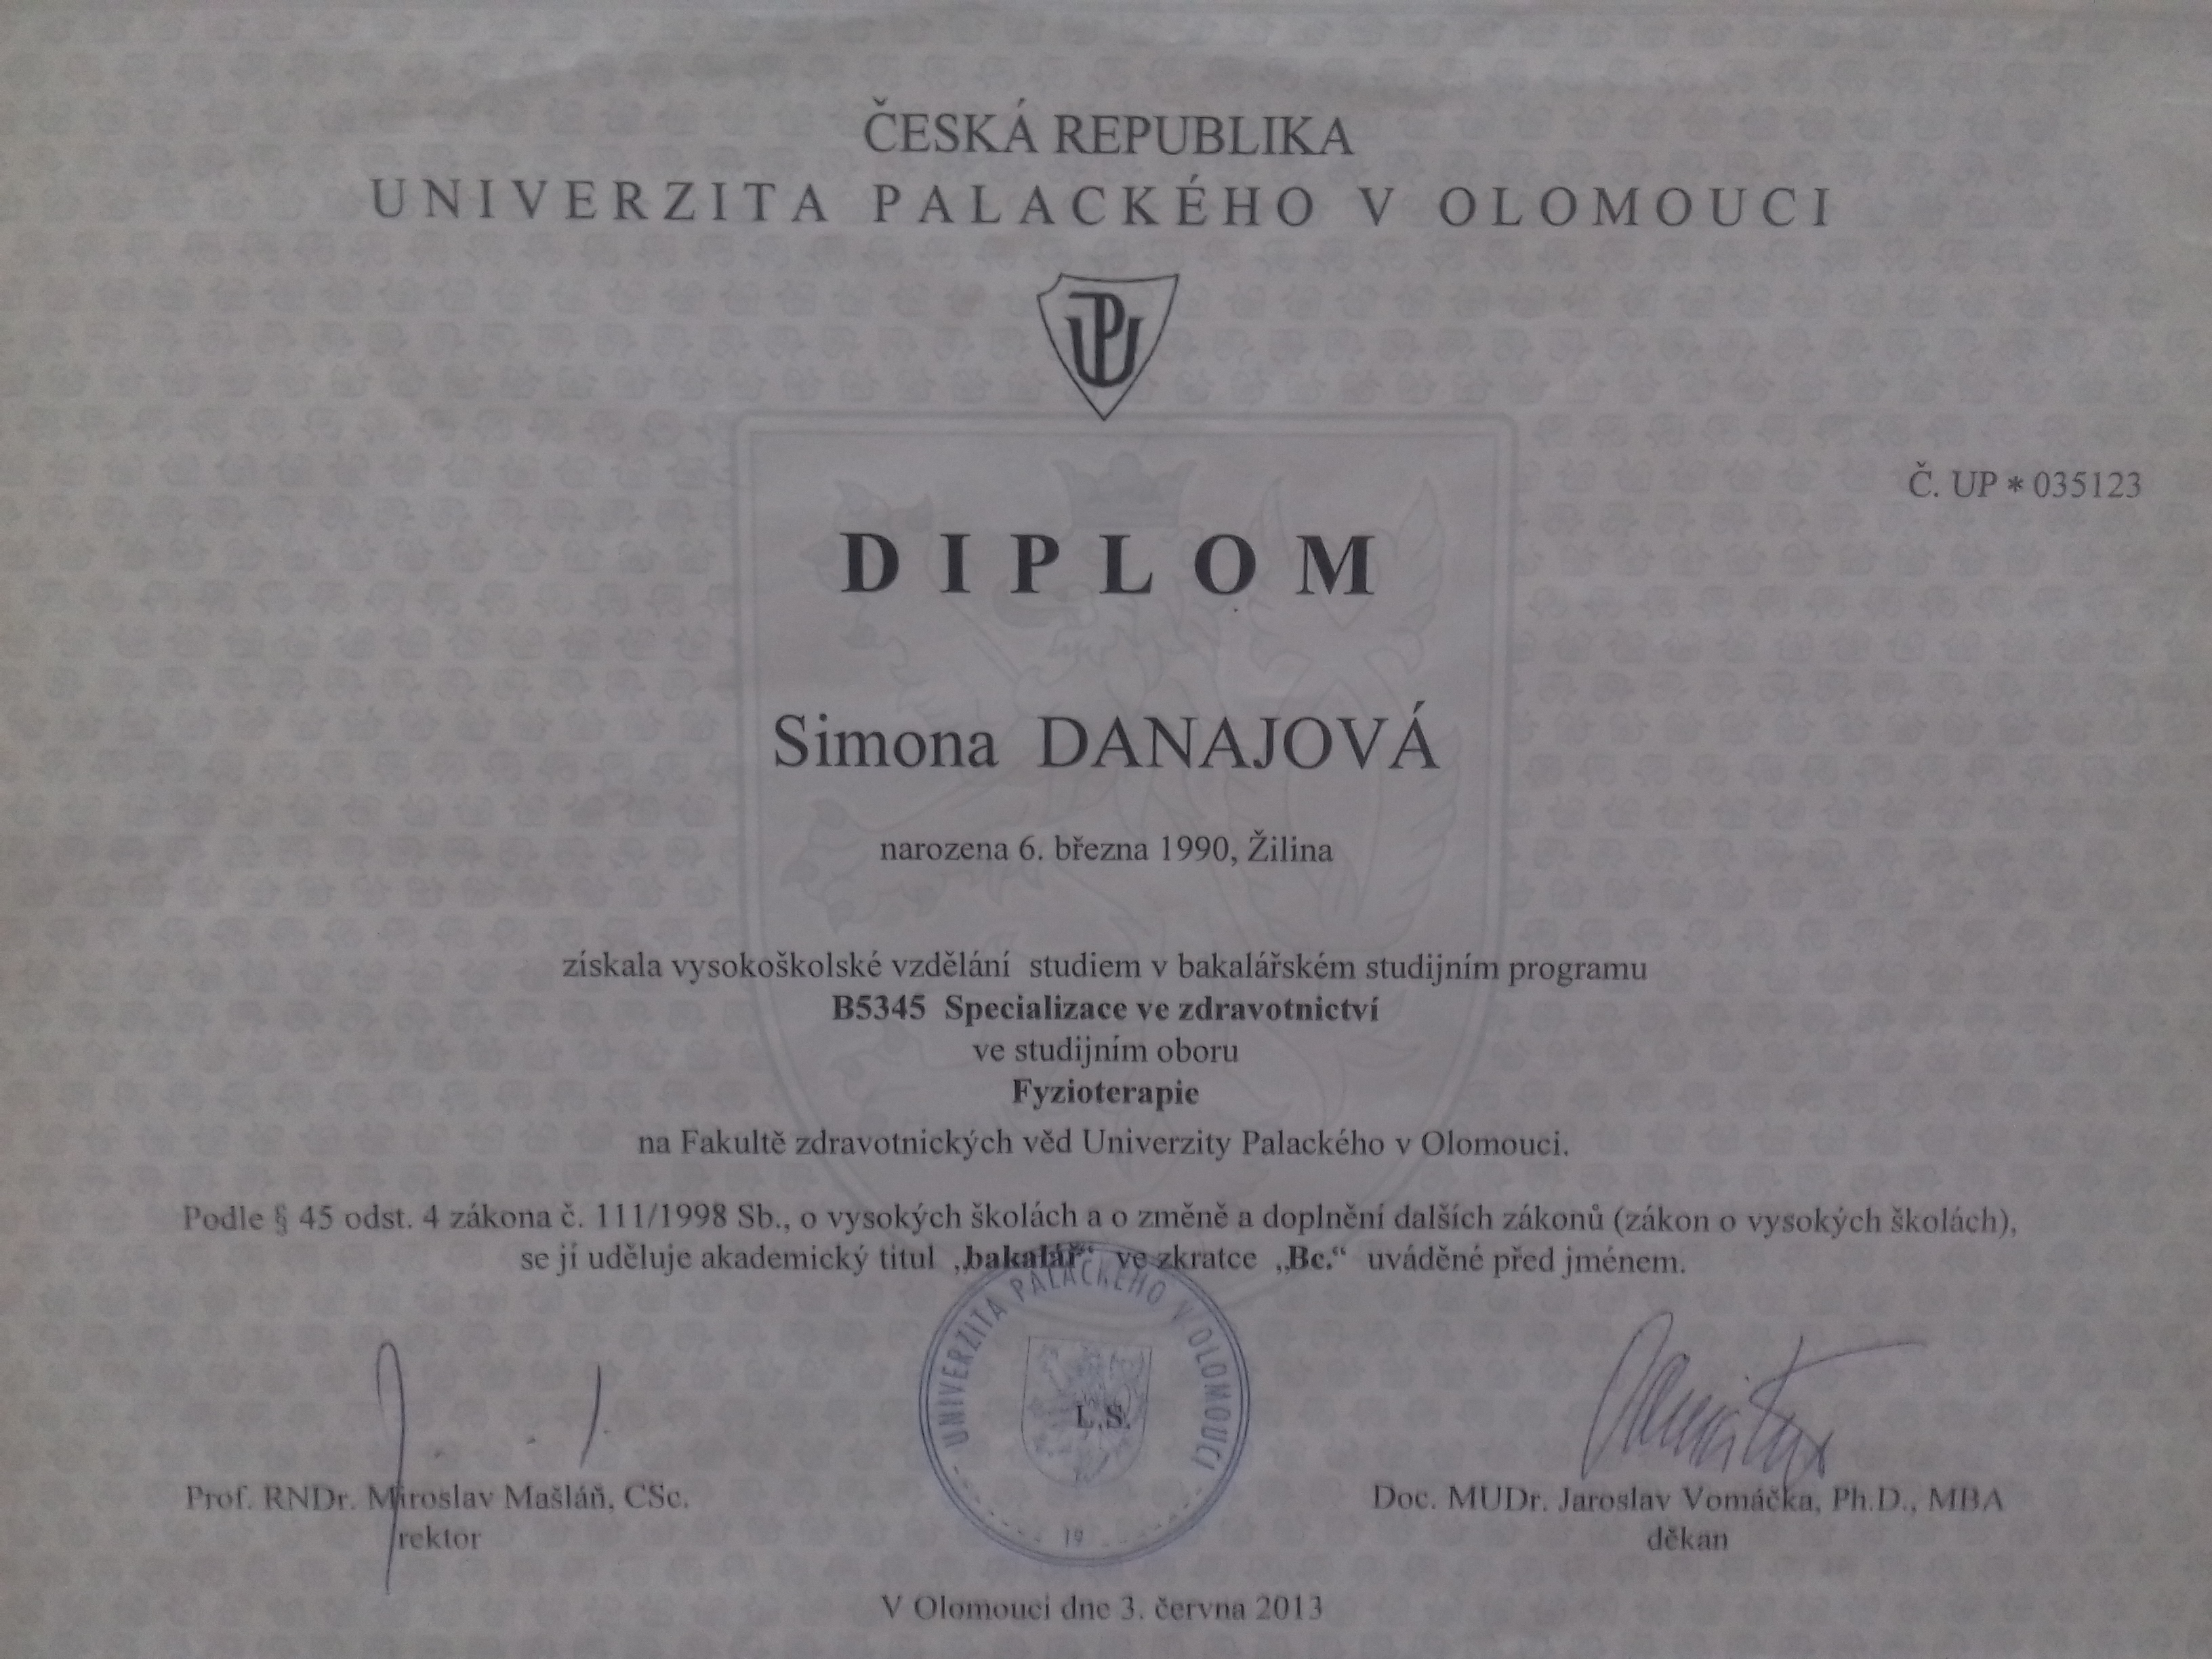 ČESKÁ REPUBLIKA
UNIVERZITA PALACKÉHO V OLOMOUCI
UP
Č. UP * 035123
DIPLOM
Simona DANAJOVÁ
narozena 6. března 1990, Žilina
získala vysokoškolské vzdělání studiem v bakalářském studijním programu
B5345 Specializace ve zdravotnictví
ve studijním oboru
Fyzioterapie
na Fakultě zdravotnických věd Univerzity Palackého v Olomouci.
Podle § 45 odst. 4 zákona č. 111/1998 Sb., o vysokých školách a o změně a doplnění dalších zákonů (zákon o vysokých školách),
se jí uděluje akademický titul „bakalář“ ve zkratce „Bc.“ uváděné před jménem.
UNIVERZITA PALACKÉHO V OLOMOUCI
L.S.
19
Prof. RNDr. Miroslav Mašláň, CSc.
rektor
Doc. MUDr. Jaroslav Vomáčka, Ph.D., MBA
děkan
V Olomouci dne 3. června 2013